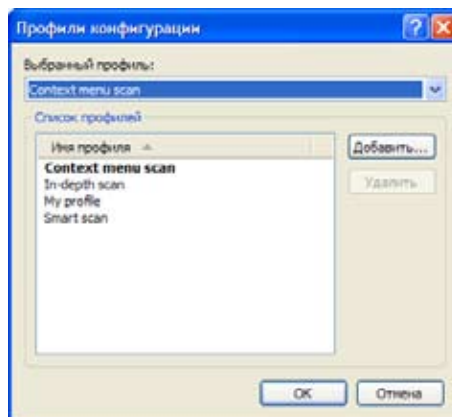 Профили конфигурации
Выбранный профиль:
Context menu scan
Список профилей
Имя профиля
Context menu scan
In-depth scan
My profile
Smart scan
Добавить...
Удалить
OK
Отмена